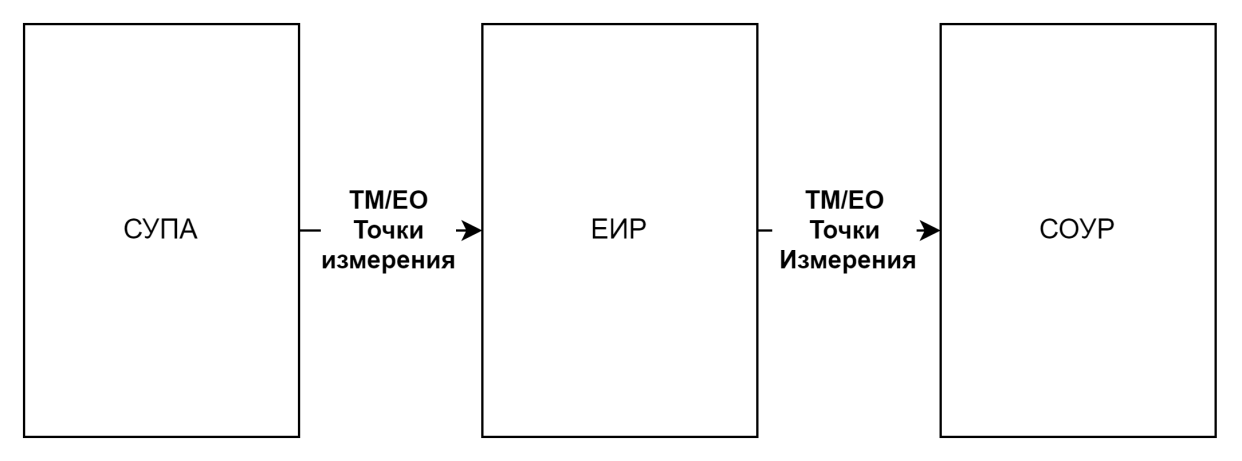 СУПА
ТМ/ЕО
Точки
измерения
ЕИР
ТМ/ЕО
Точки
Измерения
СОУР